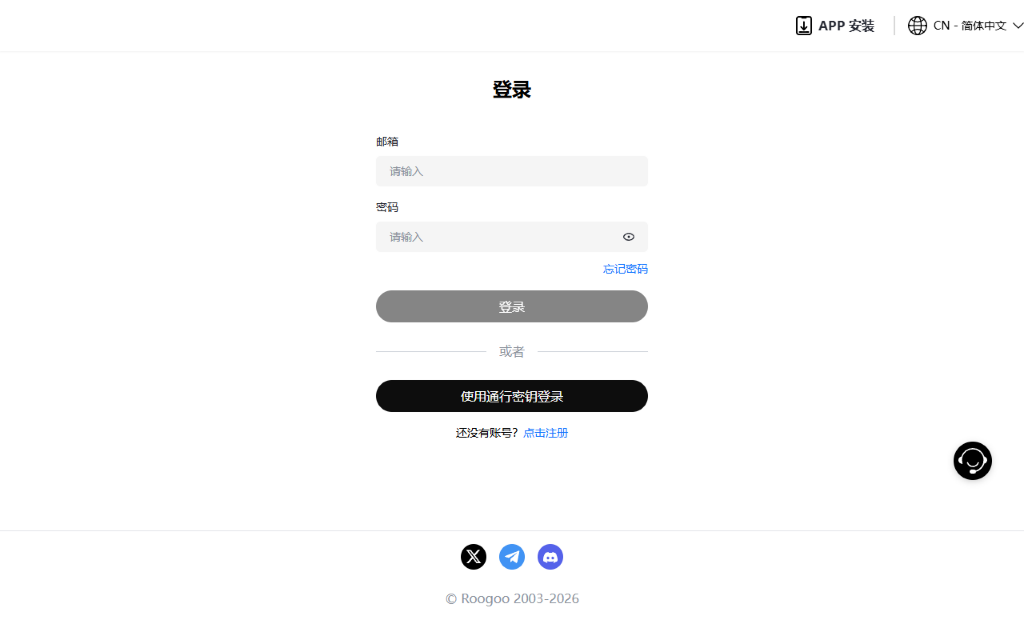 APP 安装
CN - 简体中文
登录
邮箱
请输入
密码
请输入
忘记密码
登录
或者
使用通行密钥登录
还没有账号? 点击注册
© Roogoo 2003-2026